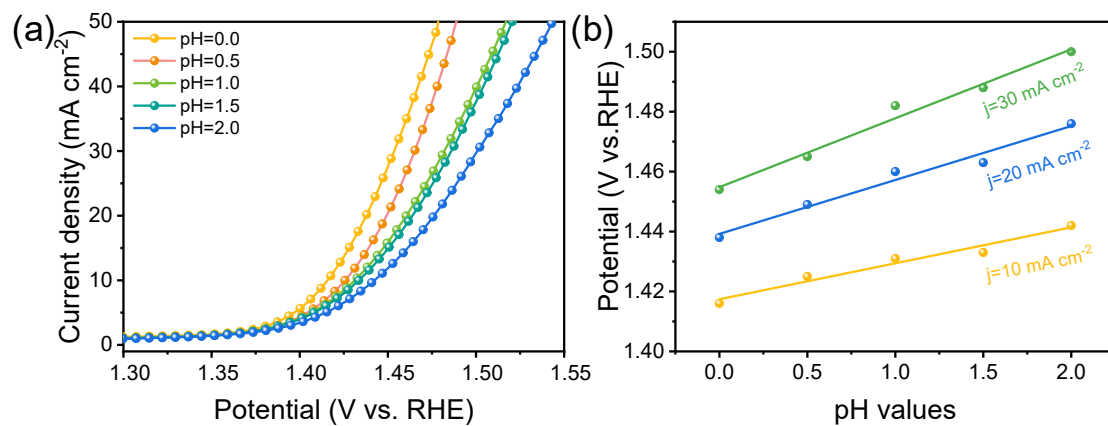 (a)
Current density (mA cm⁻²)
50
40
30
20
10
0
pH=0.0
pH=0.5
pH=1.0
pH=1.5
pH=2.0
1.30 1.35 1.40 1.45 1.50 1.55
Potential (V vs. RHE)
(b)
Potential (V vs.RHE)
1.50
1.48
1.46
1.44
1.42
1.40
j=30 mA cm⁻²
j=20 mA cm⁻²
j=10 mA cm⁻²
0.0 0.5 1.0 1.5 2.0
pH values